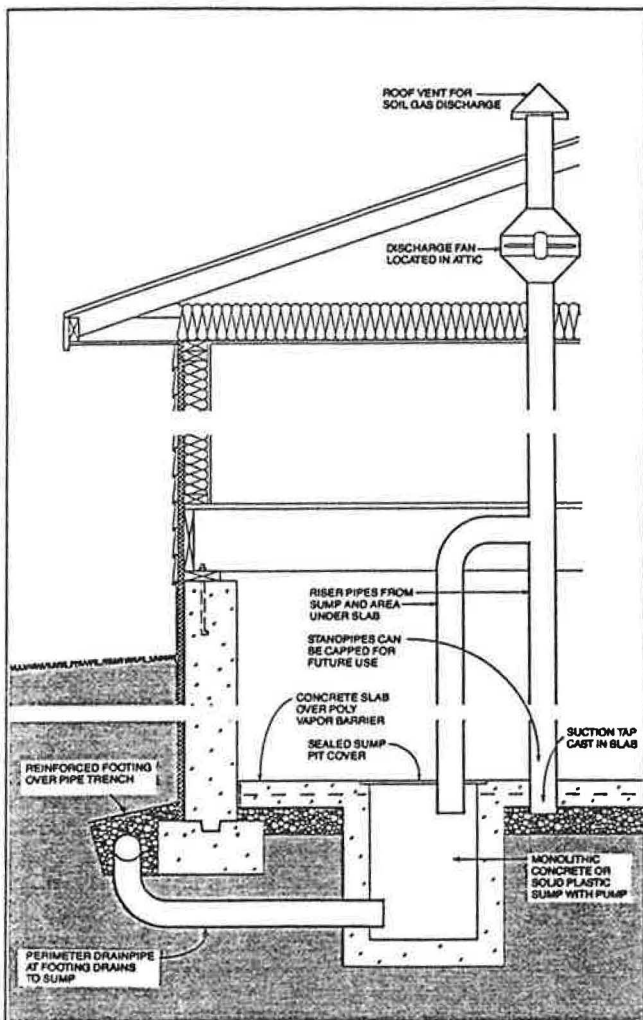 ROOF VENT FOR
SOIL GAS DISCHARGE
DISCHARGE FAN
LOCATED IN ATTIC
RISER PIPES FROM
SUMP AND AREA
UNDER SLAB
STANDPIPES CAN
BE CAPPED FOR
FUTURE USE
CONCRETE SLAB
OVER POLY
VAPOR BARRIER
SUCTION TAP
CAST IN SLAB
SEALED SUMP
PIT COVER
REINFORCED FOOTING
OVER PIPE TRENCH
MONOLITHIC
CONCRETE OR
SOLID PLASTIC
SUMP WITH PUMP
PERIMETER DRAINPIPE
AT FOOTING DRAINS
TO SUMP